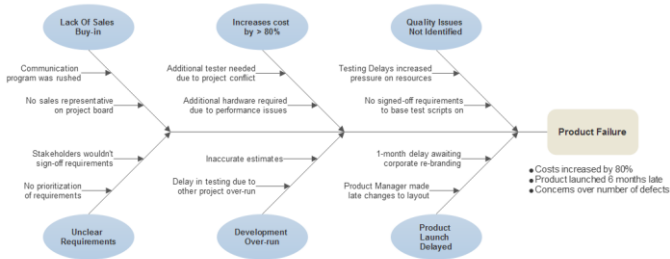 Lack Of Sales
Buy-in
Increases cost
by > 80%
Quality Issues
Not Identified
Communication
program was rushed
Additional tester needed
due to project conflict
Testing Delays increased
pressure on resources
No sales representative
on project board
Additional hardware required
due to performance issues
No signed-off requirements
to base test scripts on
Product Failure
Stakeholders wouldn't
sign-off requirements
Inaccurate estimates
1-month delay awaiting
corporate re-branding
No prioritization
of requirements
Delay in testing due to
other project over-run
Product Manager made
late changes to layout
Costs increased by 80%
Product launched 6 months late
Concerns over number of defects
Unclear
Requirements
Development
Over-run
Product
Launch
Delayed